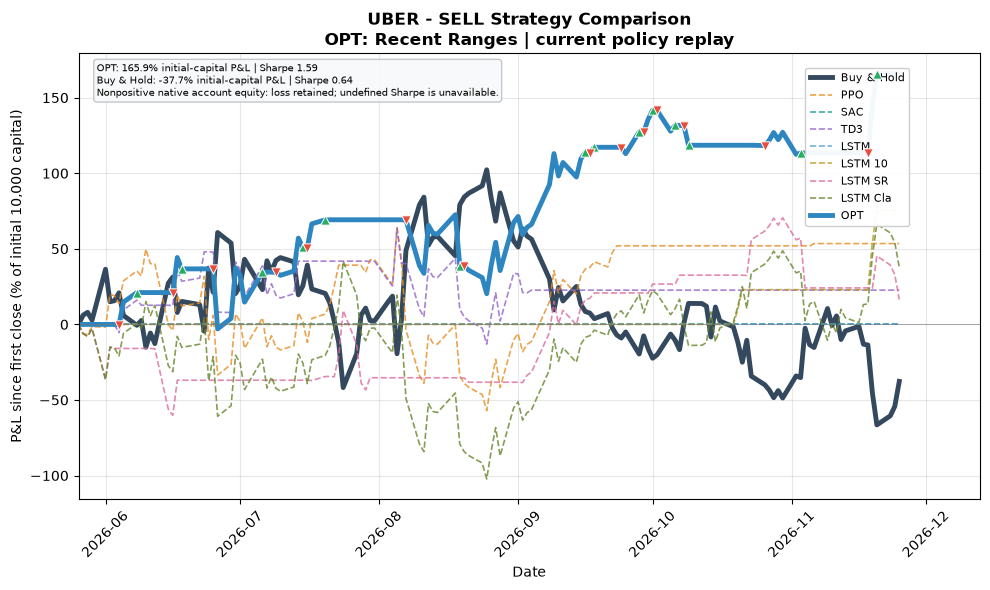 UBER - SELL Strategy Comparison
OPT: Recent Ranges | current policy replay
OPT: 165.9% initial-capital P&L | Sharpe 1.59
Buy & Hold: -37.7% initial-capital P&L | Sharpe 0.64
Nonpositive native account equity: loss retained; undefined Sharpe is unavailable.
Buy & Hold
PPO
SAC
TD3
LSTM
LSTM 10
LSTM SR
LSTM Cla
OPT
P&L since first close (% of initial 10,000 capital)
150
100
50
0
−50
−100
2026-06
2026-07
2026-08
2026-09
2026-10
2026-11
2026-12
Date